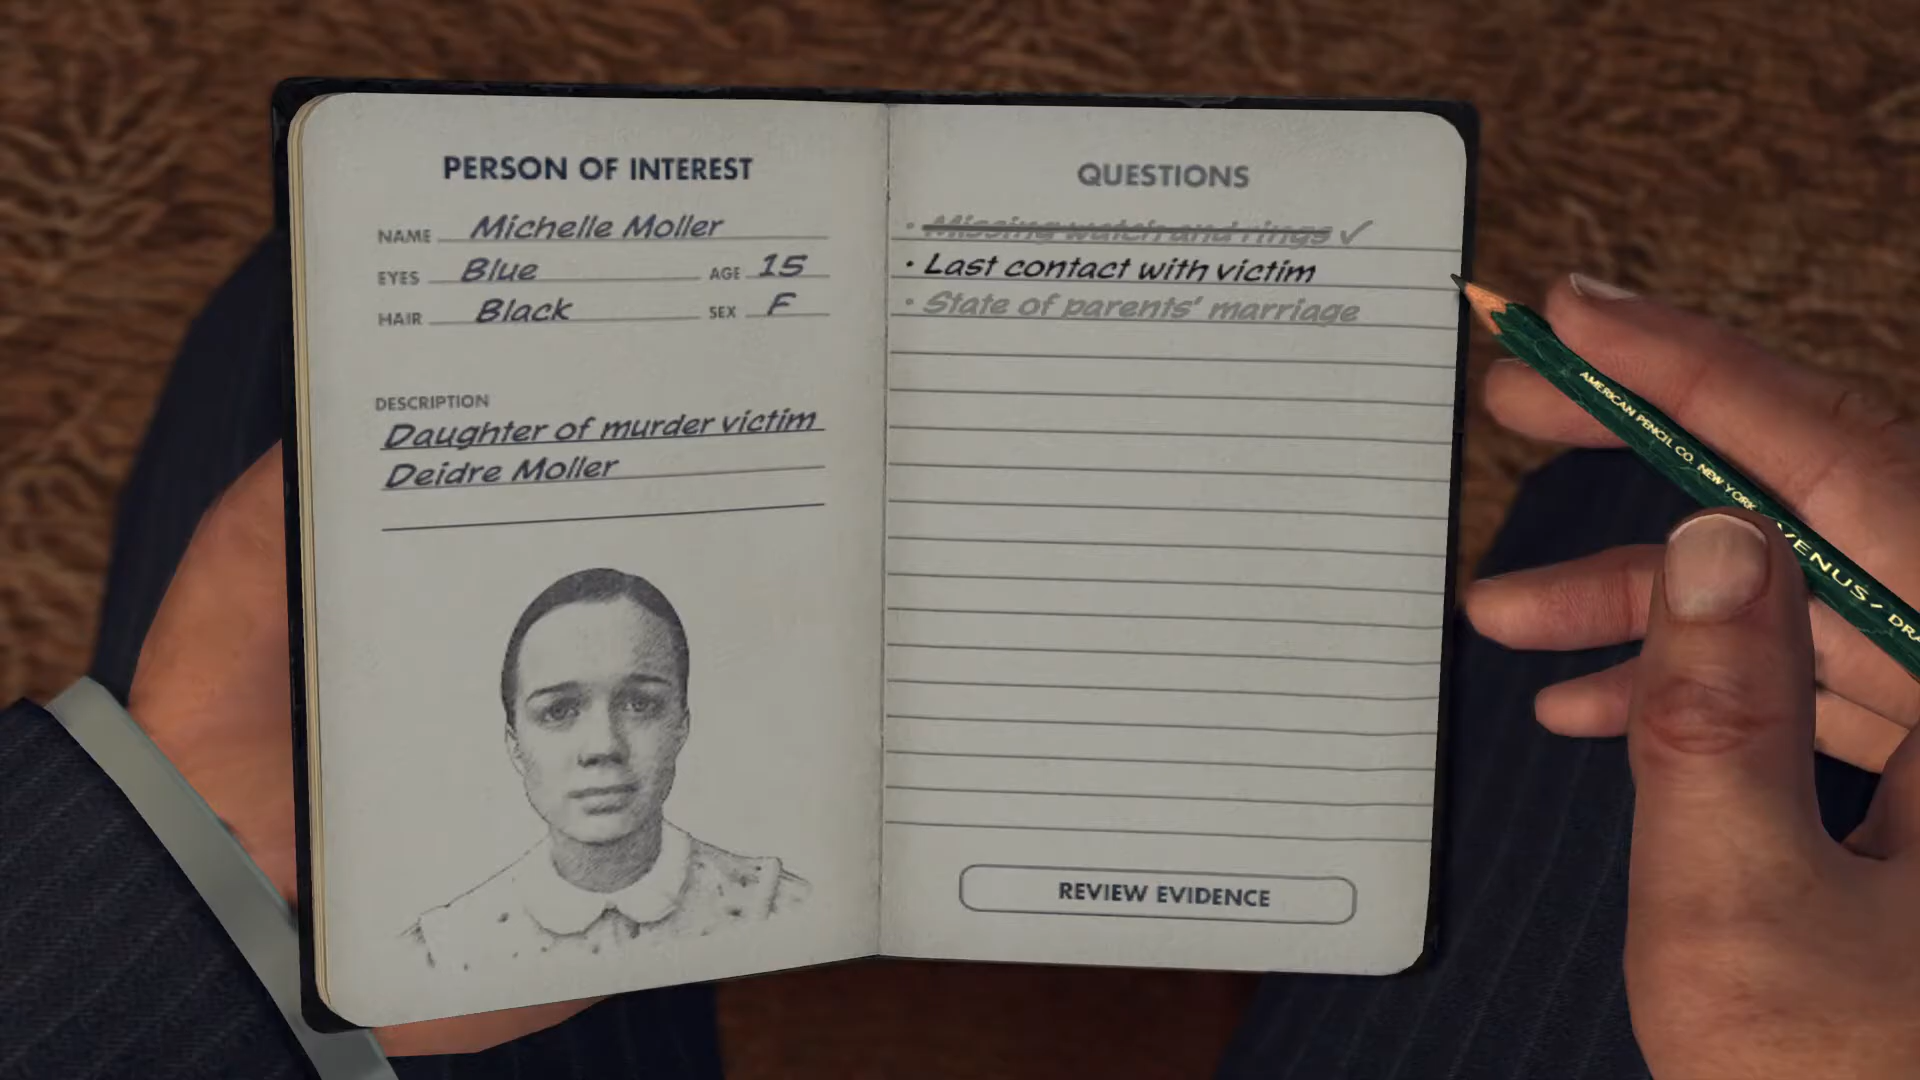 PERSON OF INTEREST
NAME Michelle Moller
EYES Blue AGE 15
HAIR Black SEX F
DESCRIPTION
Daughter of murder victim
Deidre Moller
QUESTIONS
• Missing watch and rings ✓
• Last contact with victim
• State of parents' marriage
REVIEW EVIDENCE
AMERICAN PENCIL CO. NEW YORK VENUS / DRA